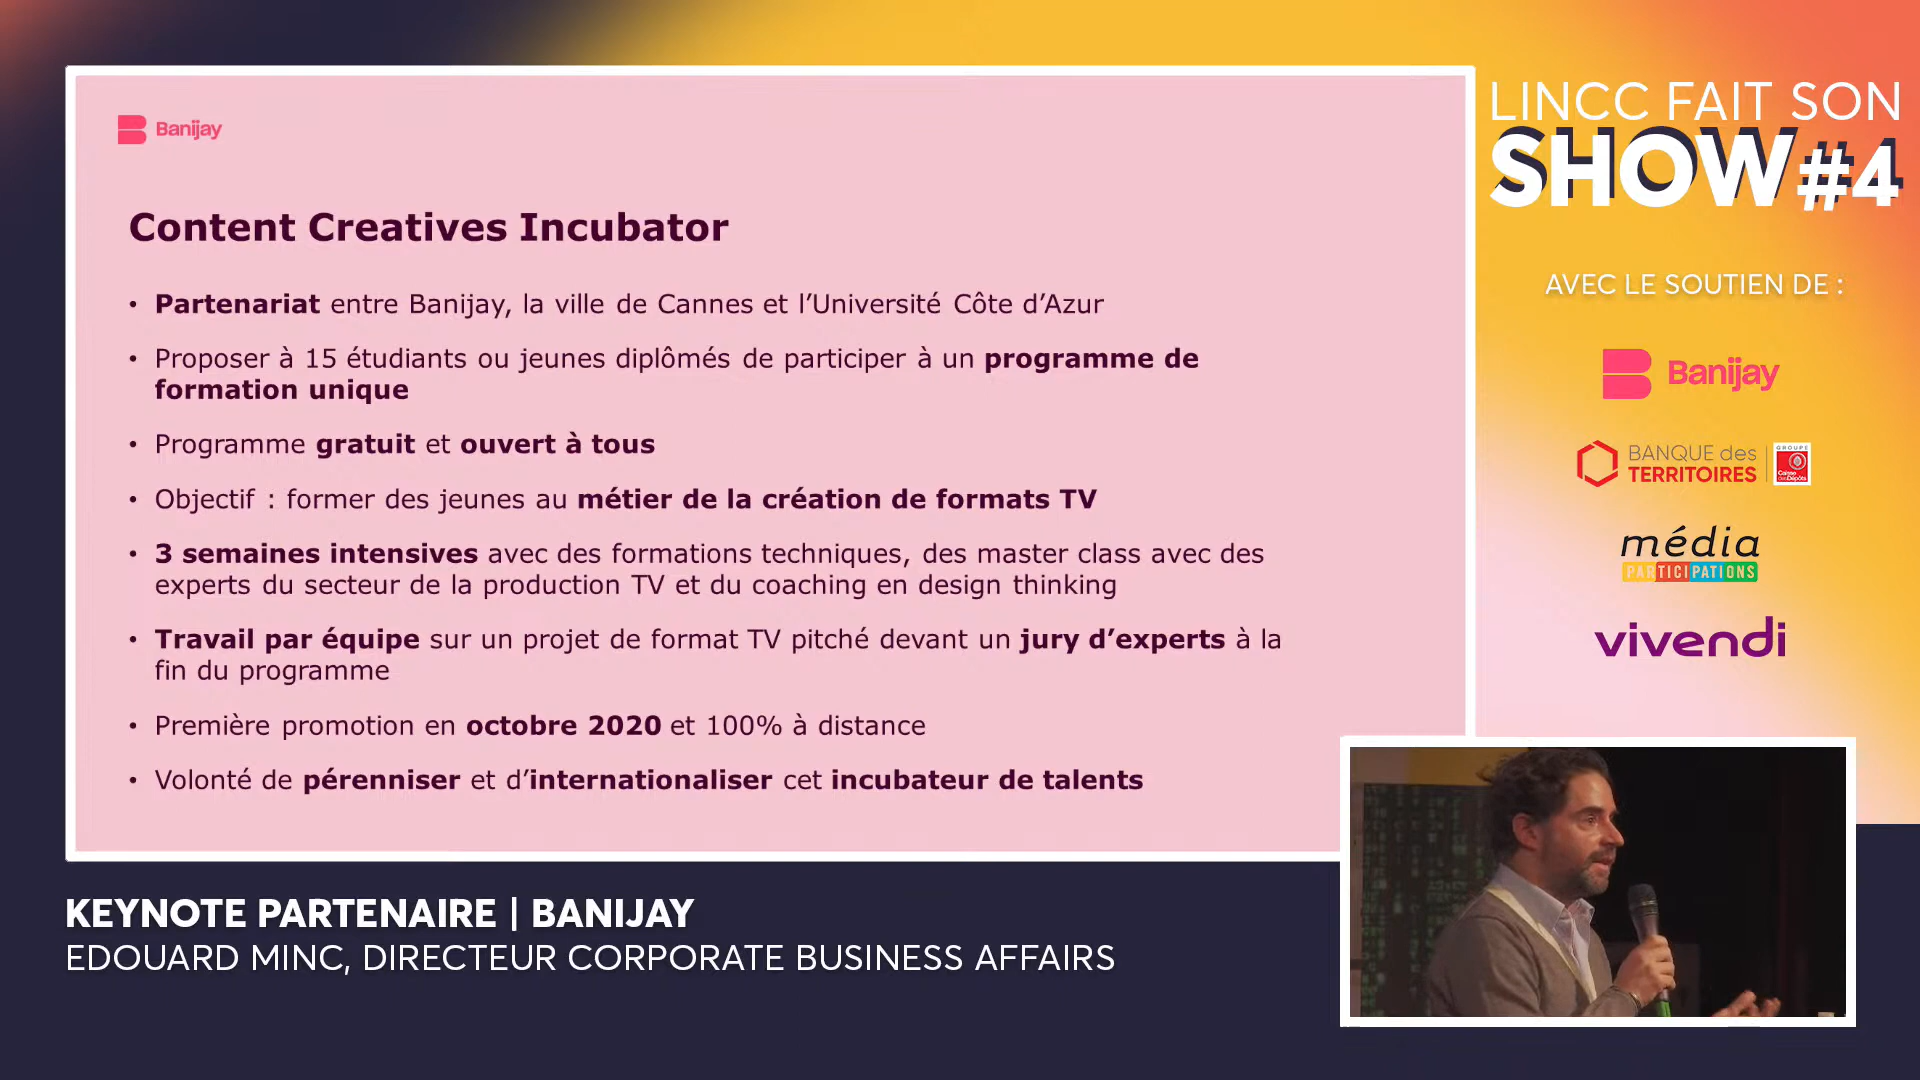 Banijay
Content Creatives Incubator
• Partenariat entre Banijay, la ville de Cannes et l’Université Côte d’Azur
• Proposer à 15 étudiants ou jeunes diplômés de participer à un programme de
formation unique
• Programme gratuit et ouvert à tous
• Objectif : former des jeunes au métier de la création de formats TV
• 3 semaines intensives avec des formations techniques, des master class avec des
experts du secteur de la production TV et du coaching en design thinking
• Travail par équipe sur un projet de format TV pitché devant un jury d’experts à la
fin du programme
• Première promotion en octobre 2020 et 100% à distance
• Volonté de pérenniser et d’internationaliser cet incubateur de talents
LINCC FAIT SON
SHOW#4
AVEC LE SOUTIEN DE :
Banijay
BANQUE des
TERRITOIRES
GROUPE
Caisse
des Dépôts
média
PARTICIPATIONS
vivendi
KEYNOTE PARTENAIRE | BANIJAY
EDOUARD MINC, DIRECTEUR CORPORATE BUSINESS AFFAIRS